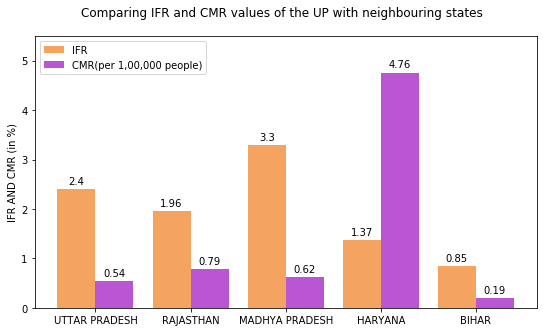 Comparing IFR and CMR values of the UP with neighbouring states
IFR
CMR(per 1,00,000 people)
IFR AND CMR (in %)
5
4
3
2
1
0
2.4
0.54
1.96
0.79
3.3
0.62
1.37
4.76
0.85
0.19
UTTAR PRADESH
RAJASTHAN
MADHYA PRADESH
HARYANA
BIHAR